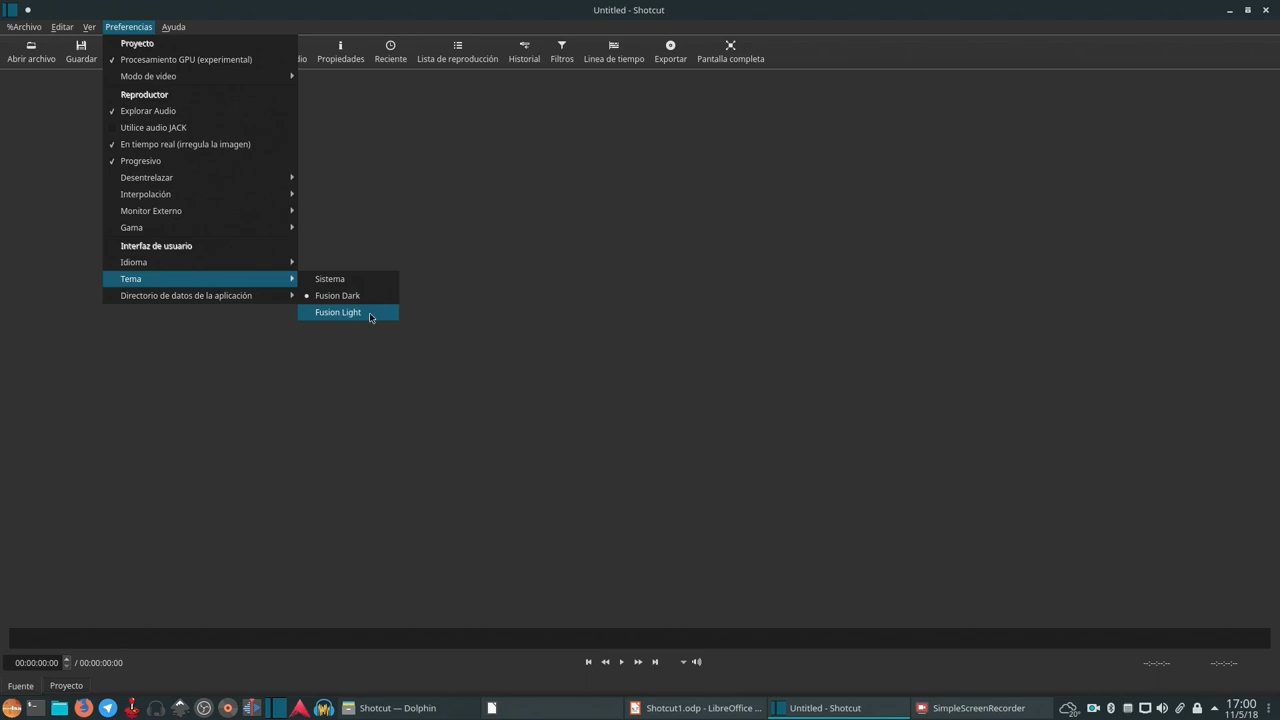 Untitled - Shotcut
%Archivo Editar Ver Preferencias Ayuda
Abrir archivo Guardar dio Propiedades Reciente Lista de reproducción Historial Filtros Linea de tiempo Exportar Pantalla completa
Proyecto
✓ Procesamiento GPU (experimental)
Modo de video
Reproductor
✓ Explorar Audio
Utilice audio JACK
✓ En tiempo real (irregula la imagen)
✓ Progresivo
Desentrelazar
Interpolación
Monitor Externo
Gama
Interfaz de usuario
Idioma
Tema
Directorio de datos de la aplicación
Sistema
Fusion Dark
Fusion Light
00:00:00:00 / 00:00:00:00
--:--:--:-- --:--:--:--
Fuente Proyecto
Shotcut — Dolphin
Shotcut1.odp - LibreOffice ...
Untitled - Shotcut
SimpleScreenRecorder
20°
17:00
11/5/18